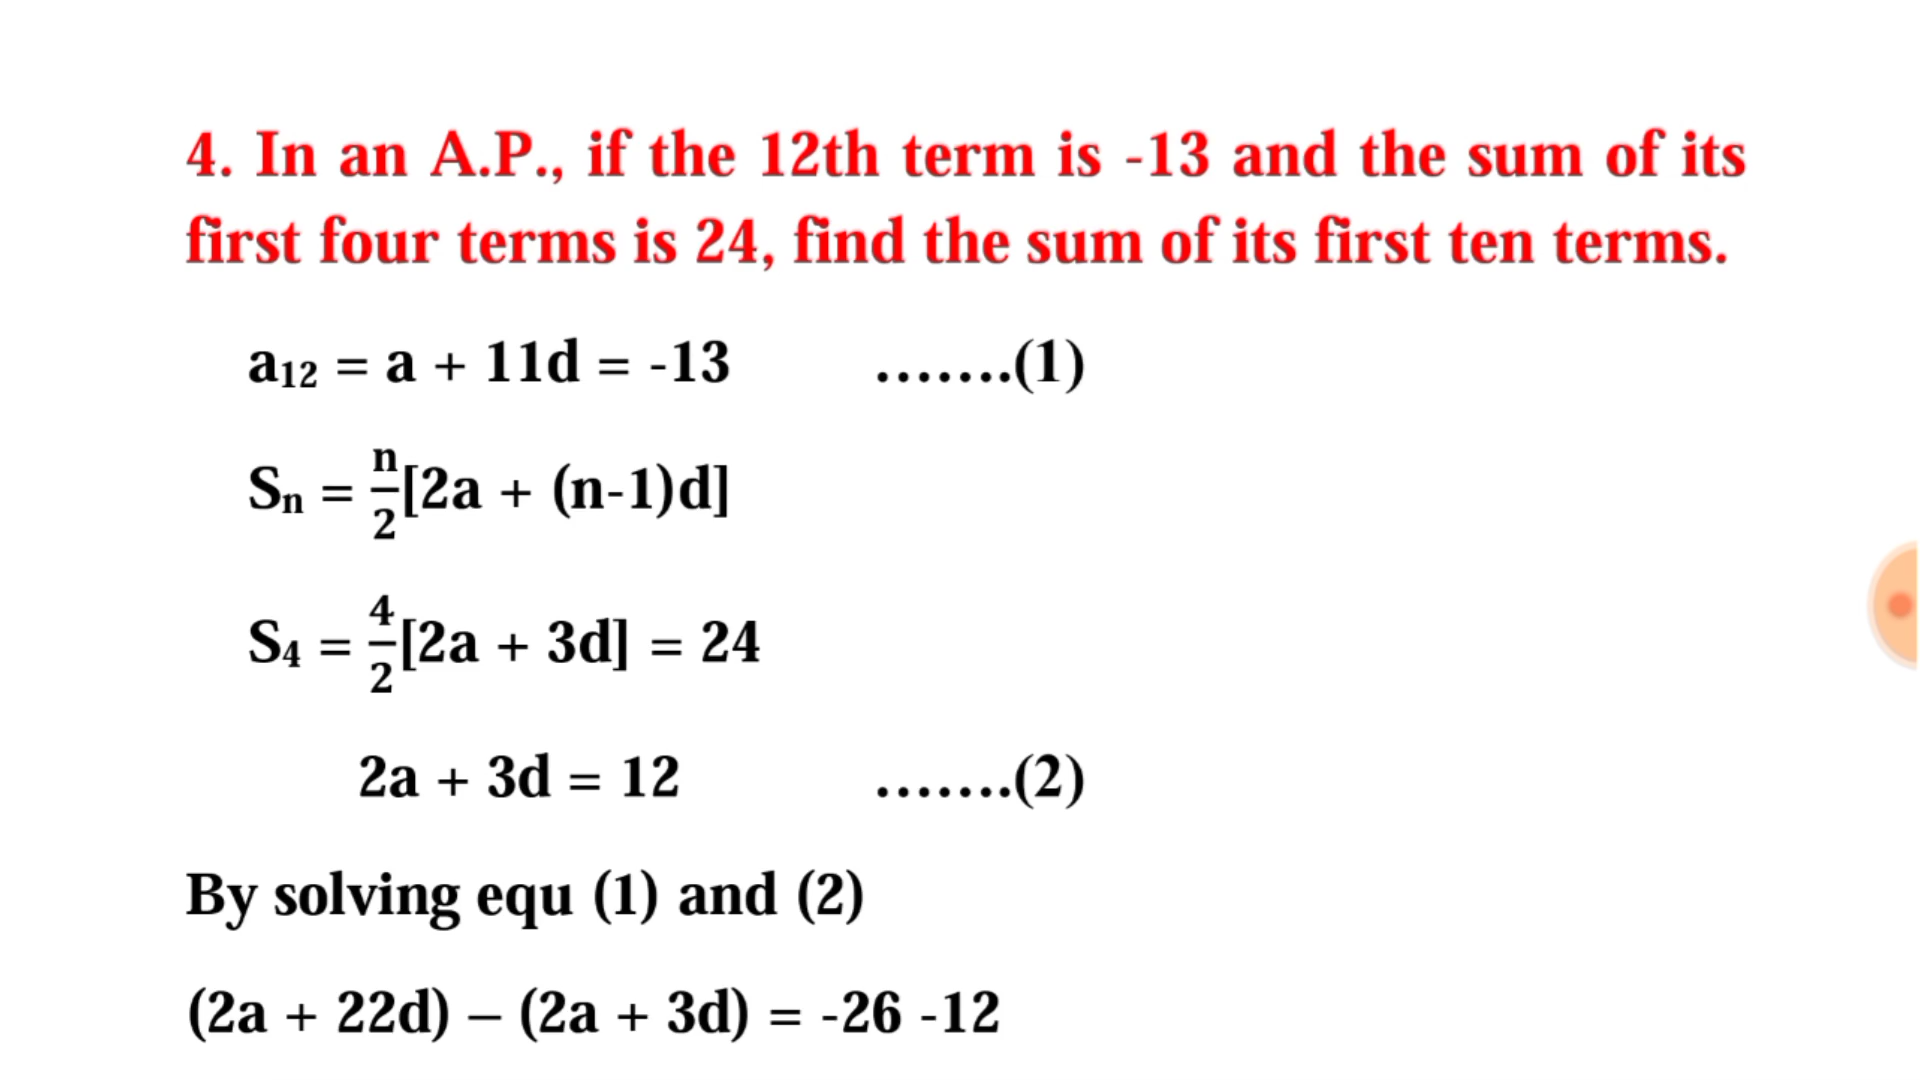 4. In an A.P., if the 12th term is -13 and the sum of its
first four terms is 24, find the sum of its first ten terms.
a₁₂ = a + 11d = -13 …….(1)
Sₙ = n/2[2a + (n-1)d]
S₄ = 4/2[2a + 3d] = 24
2a + 3d = 12 …….(2)
By solving equ (1) and (2)
(2a + 22d) – (2a + 3d) = -26 -12